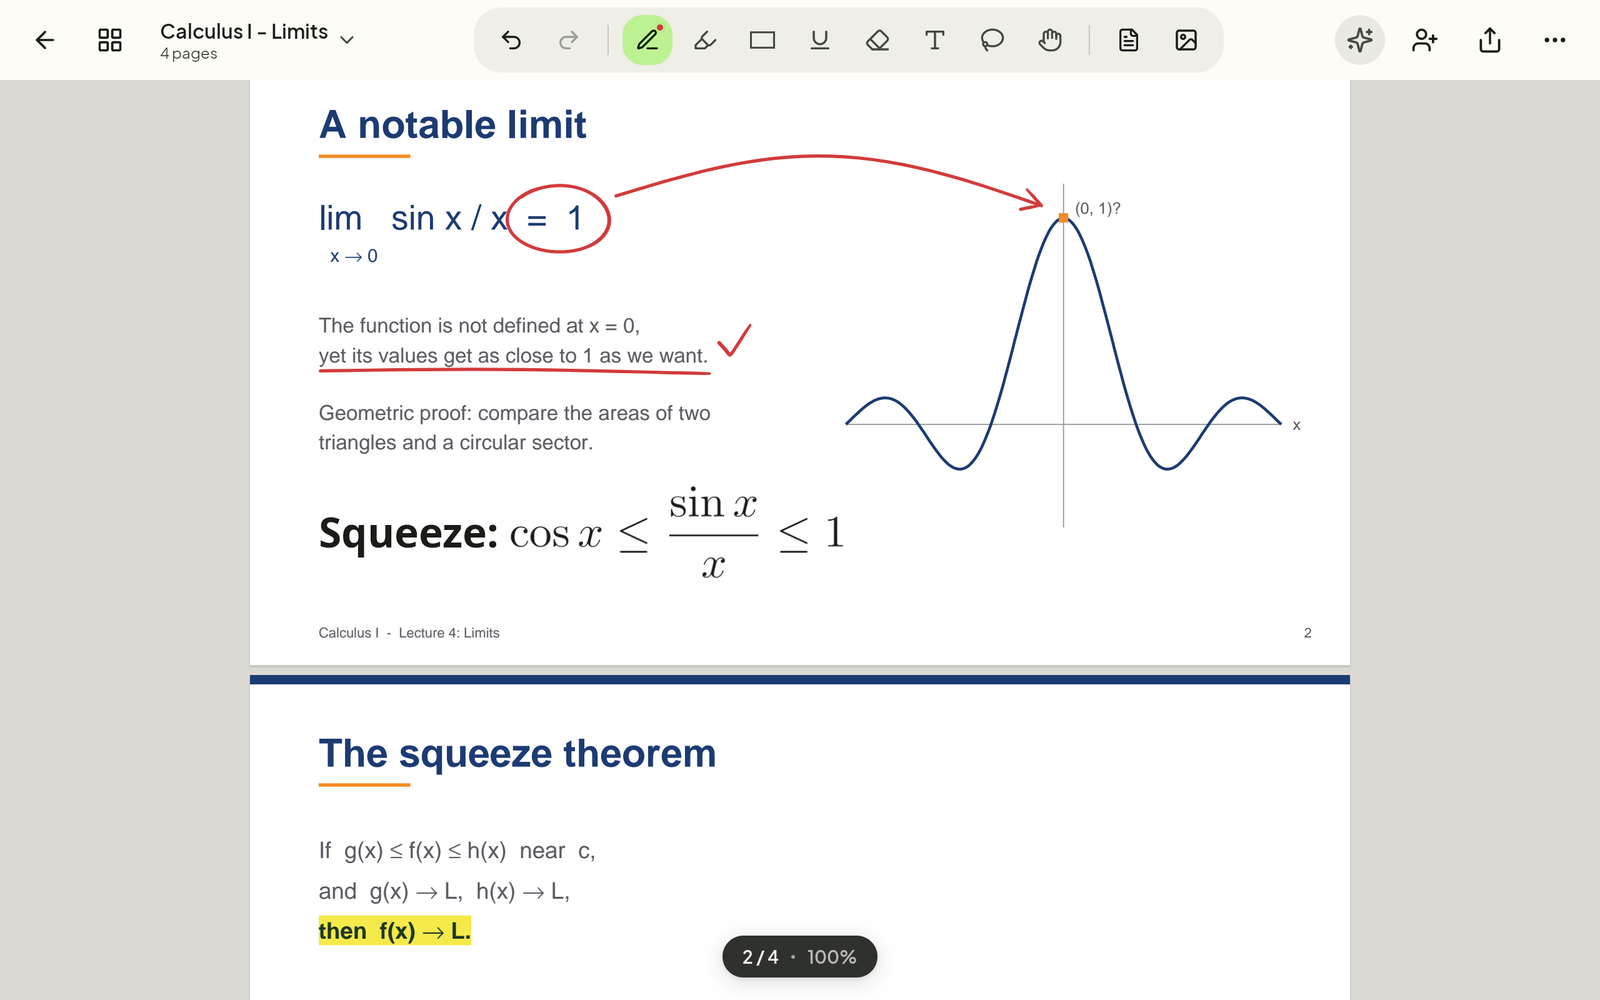 Calculus I – Limits
4 pages
A notable limit
lim sin x / x = 1
x → 0
(0, 1)?
The function is not defined at x = 0,
yet its values get as close to 1 as we want.
Geometric proof: compare the areas of two
triangles and a circular sector.
x
Squeeze: cos x ≤ sin x / x ≤ 1
Calculus I - Lecture 4: Limits
2
The squeeze theorem
If g(x) ≤ f(x) ≤ h(x) near c,
and g(x) → L, h(x) → L,
then f(x) → L.
2 / 4 · 100%